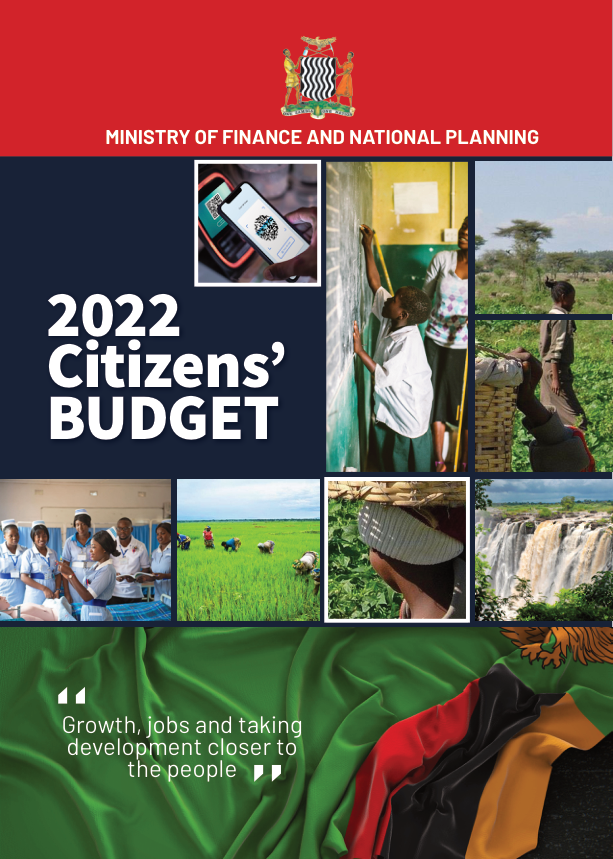 MINISTRY OF FINANCE AND NATIONAL PLANNING
2022
Citizens’
BUDGET
“
Growth, jobs and taking
development closer to
the people ”